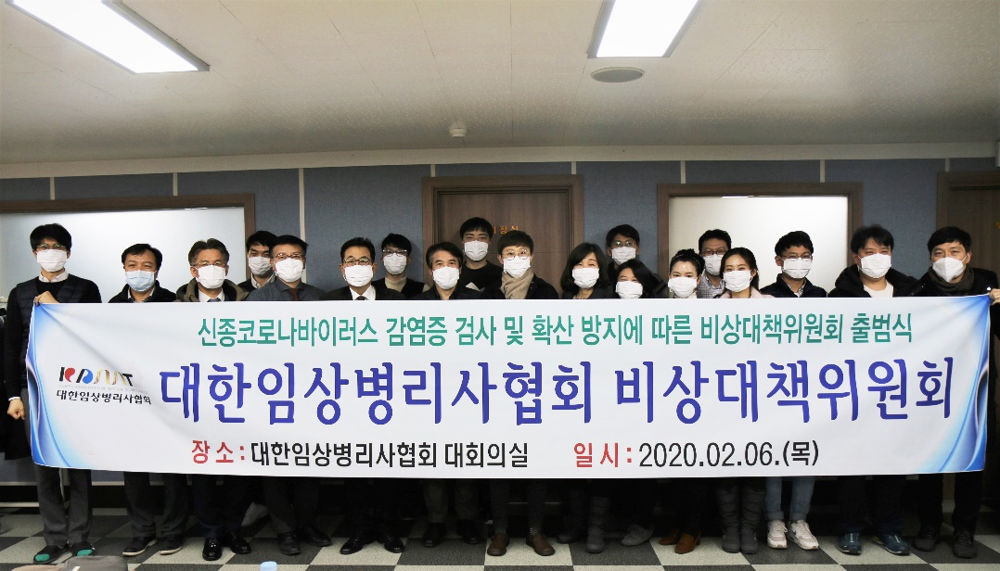 신종코로나바이러스 감염증 검사 및 확산 방지에 따른 비상대책위원회 출범식
KAMT
대한임상병리사협회
대한임상병리사협회 비상대책위원회
장소 : 대한임상병리사협회 대회의실 일시 : 2020.02.06.(목)